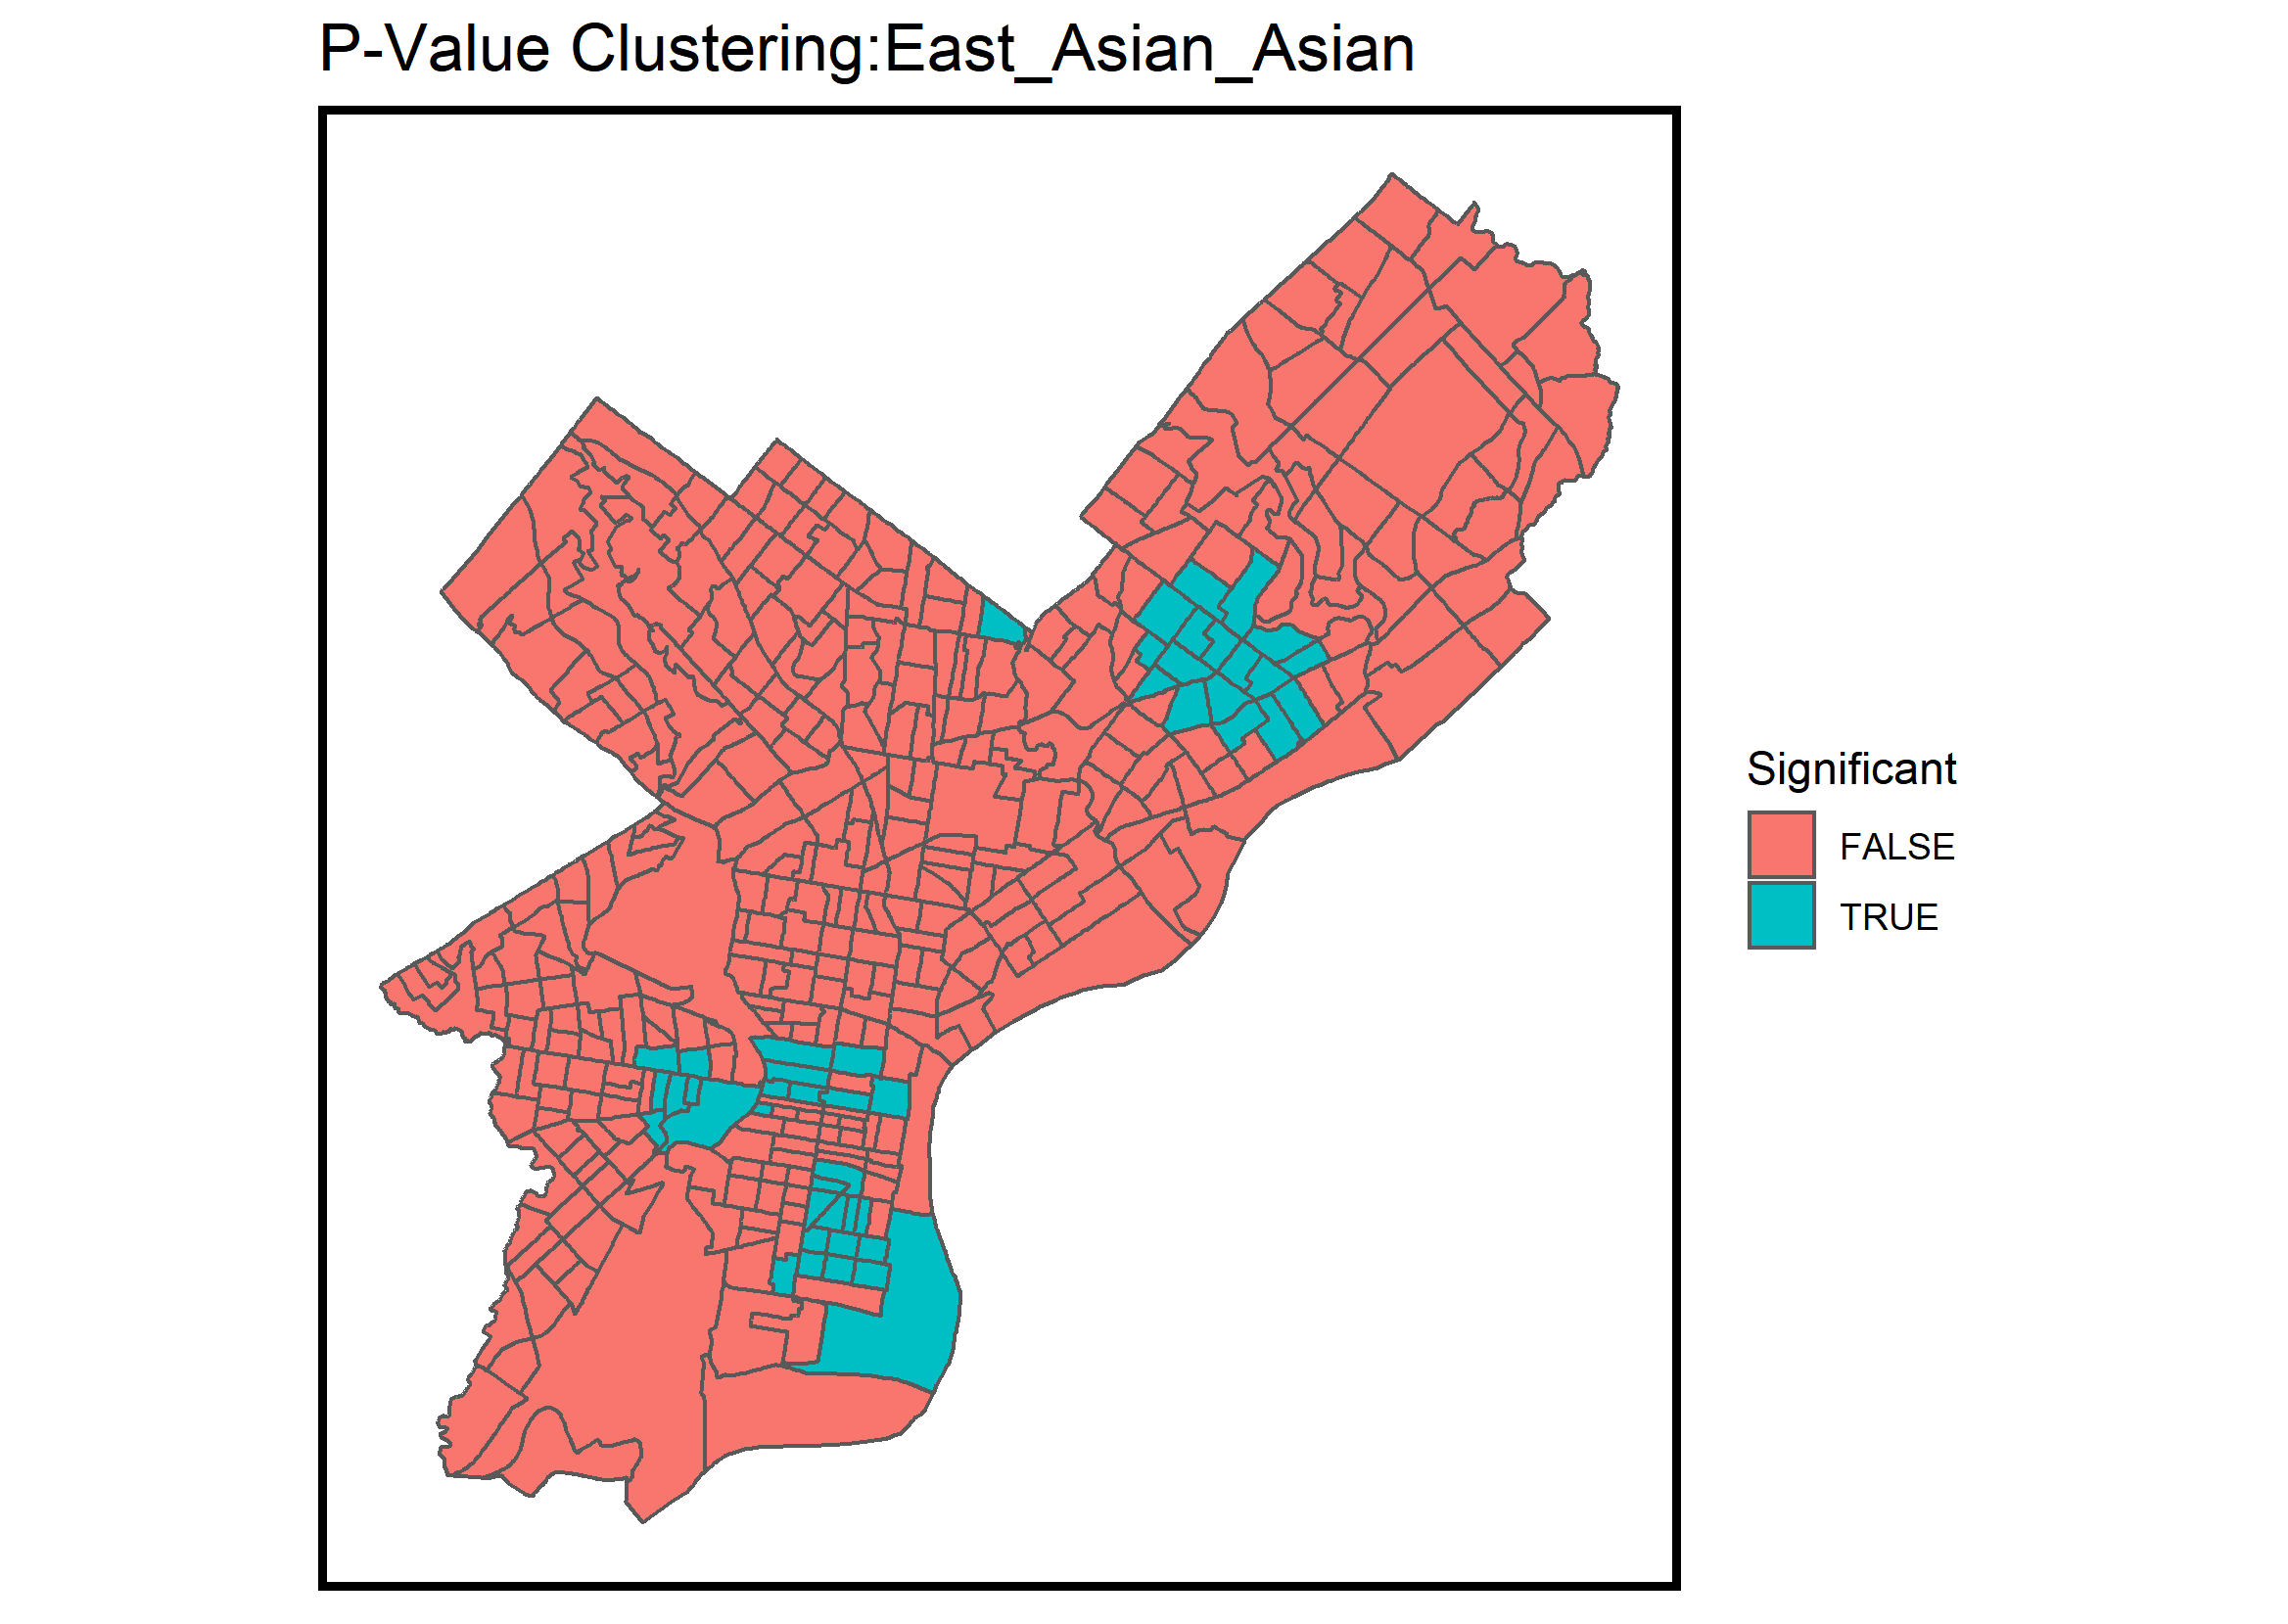 P-Value Clustering:East_Asian_Asian
Significant
FALSE
TRUE